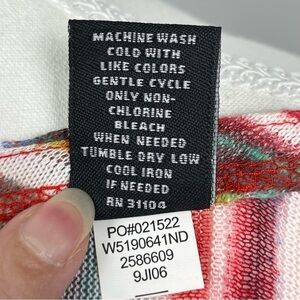 MACHINE WASH
COLD WITH
LIKE COLORS
GENTLE CYCLE
ONLY NON-
CHLORINE
BLEACH
WHEN NEEDED
TUMBLE DRY LOW
COOL IRON
IF NEEDED
RN 31104
PO#021522
W5190641ND
2586609
9JI06